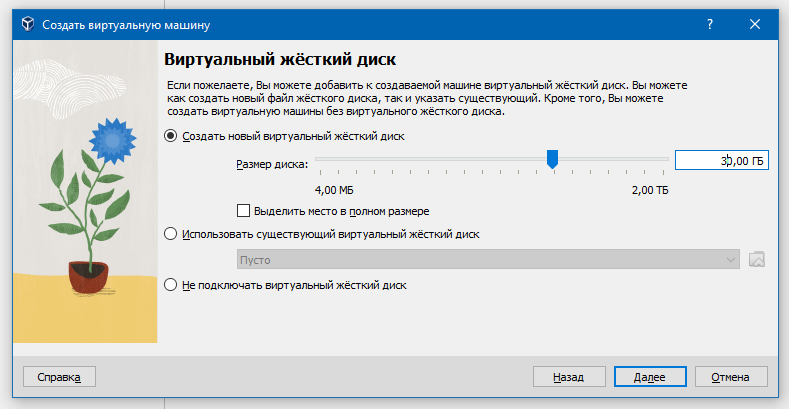 Создать виртуальную машину
Виртуальный жёсткий диск
Если пожелаете, Вы можете добавить к создаваемой машине виртуальный жёсткий диск. Вы можете
как создать новый файл жёсткого диска, так и указать существующий. Кроме того, Вы можете
создать виртуальную машины без виртуального жёсткого диска.
Создать новый виртуальный жёсткий диск
Размер диска:
30,00 ГБ
4,00 МБ
2,00 ТБ
Выделить место в полном размере
Использовать существующий виртуальный жёсткий диск
Пусто
Не подключать виртуальный жёсткий диск
Справка
Назад
Далее
Отмена